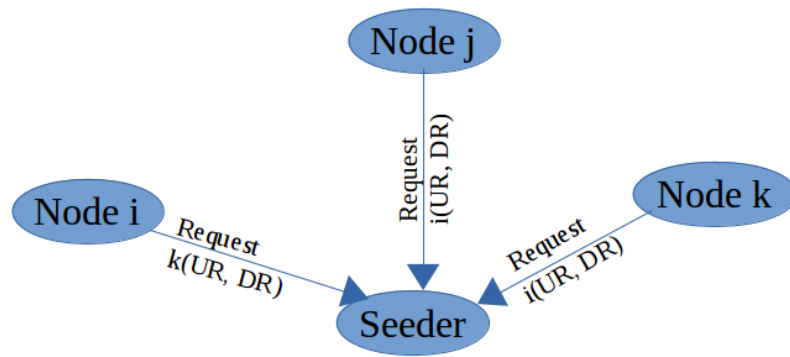 Node j
Request
i(UR, DR)
Node i
Request
k(UR, DR)
Node k
Request
i(UR, DR)
Seeder